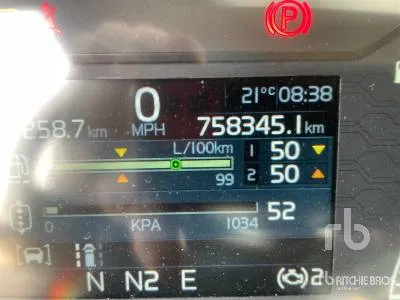 P
0 21°C 08:38
258.7 km MPH 758345.1 km
L/100km 1 50
99 2 50
0 KPA 1034 52
N N2 E 2
rb
RITCHIE BROS